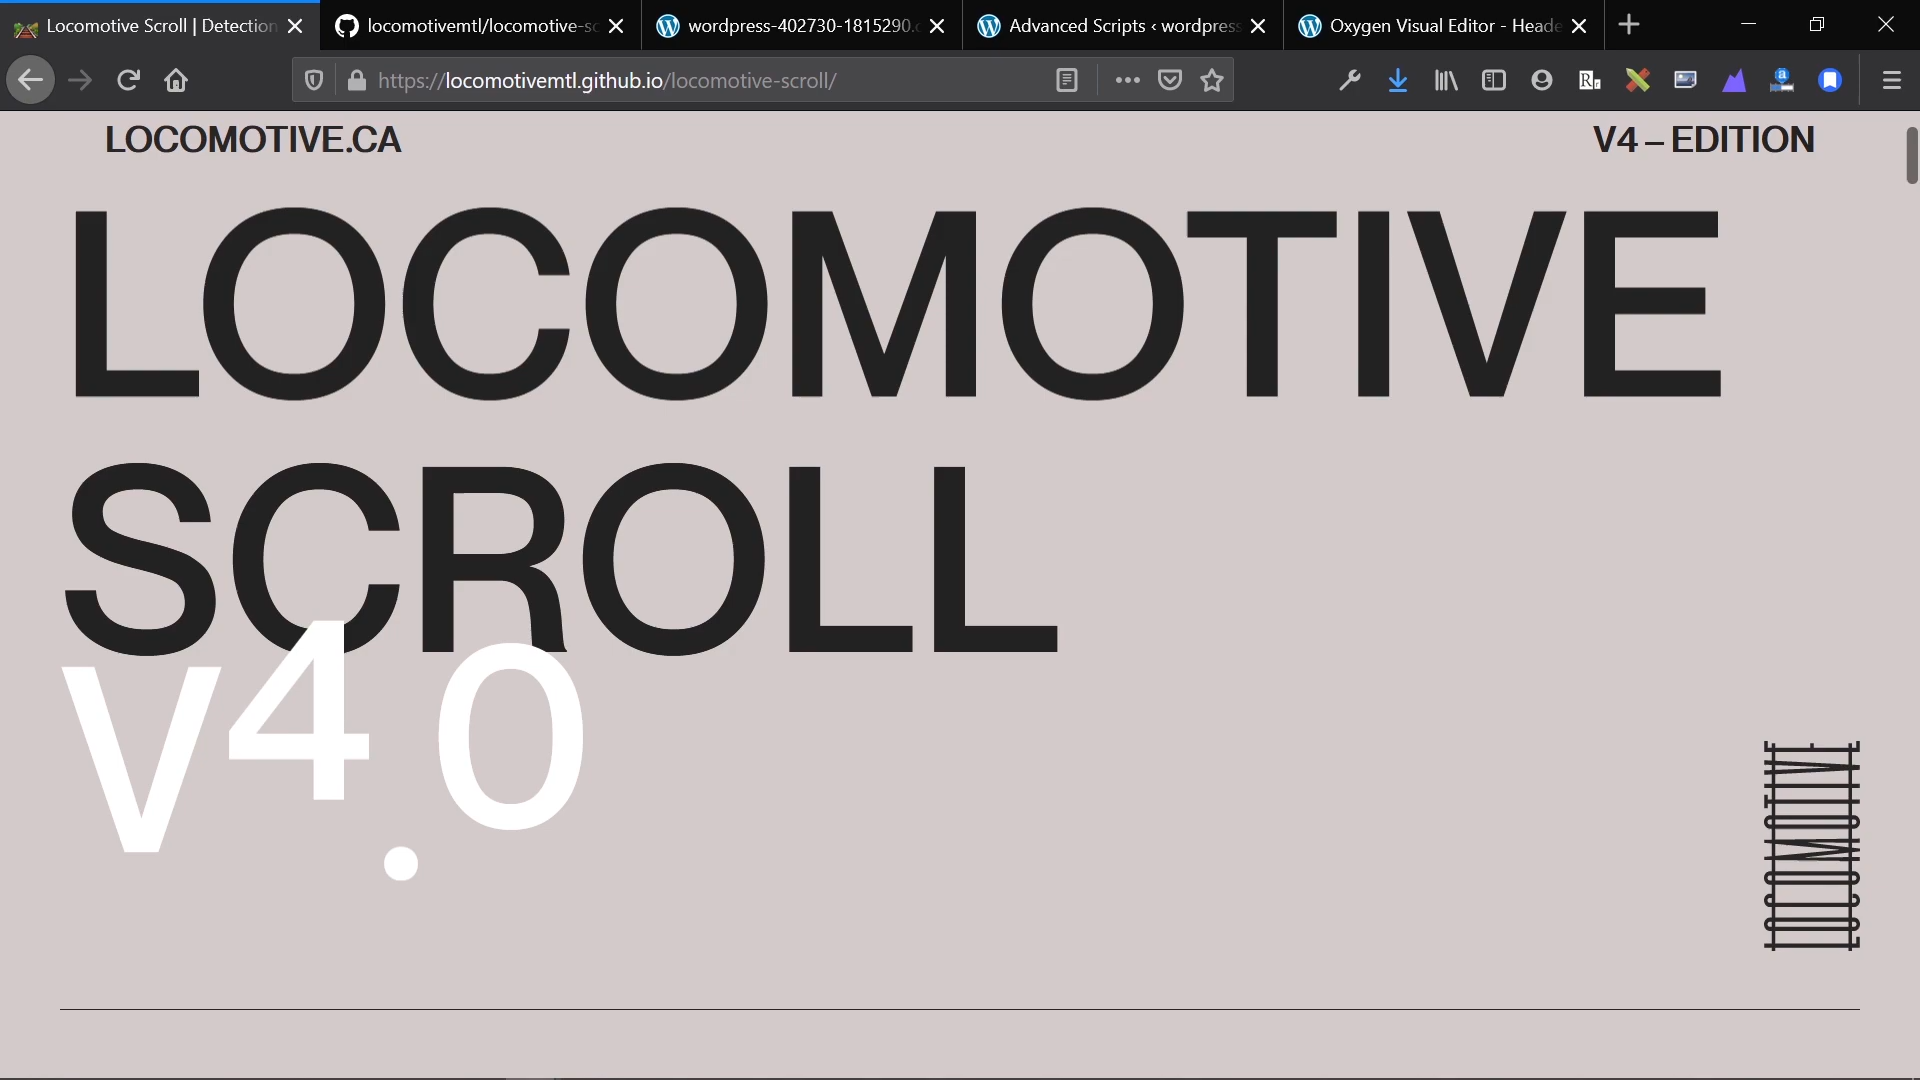 Locomotive Scroll | Detection
locomotivemtl/locomotive-sc
wordpress-402730-1815290.c
Advanced Scripts ‹ wordpress
Oxygen Visual Editor - Heade
https://locomotivemtl.github.io/locomotive-scroll/
LOCOMOTIVE.CA
V4 – EDITION
LOCOMOTIVE
SCROLL
V4.0
LOCOMOTIVE